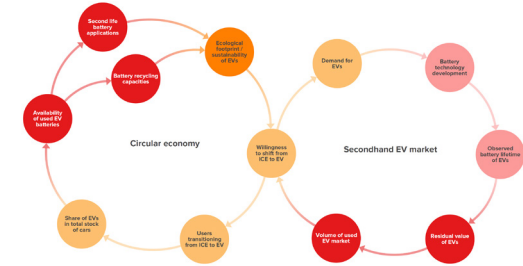 Second life
battery
applications
Ecological
footprint /
sustainability
of EVs
Battery recycling
capacities
Availability
of used EV
batteries
Circular economy
Share of EVs
in total stock
of cars
Users
transitioning
from ICE to EV
Willingness
to shift from
ICE to EV
Demand for
EVs
Battery
technology
development
Secondhand EV market
Observed
battery lifetime
of EVs
Residual value
of EVs
Volume of used
EV market